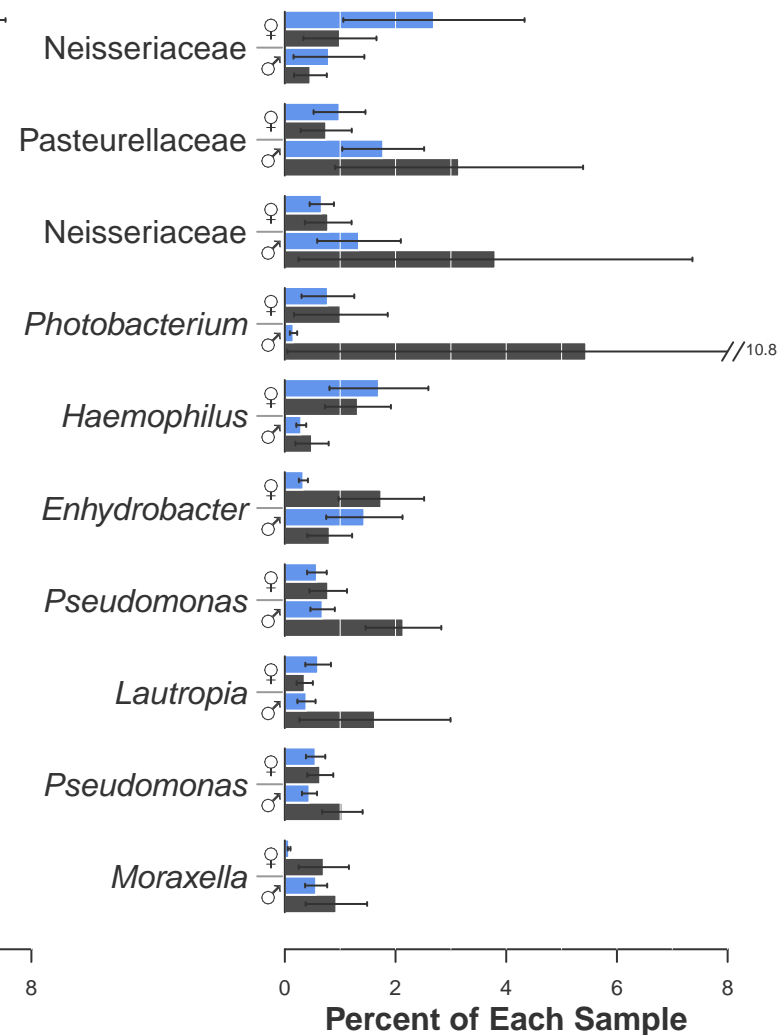 Neisseriaceae
♀
♂
Pasteurellaceae
♀
♂
Neisseriaceae
♀
♂
Photobacterium
♀
♂
10.8
Haemophilus
♀
♂
Enhydrobacter
♀
♂
Pseudomonas
♀
♂
Lautropia
♀
♂
Pseudomonas
♀
♂
Moraxella
♀
♂
8 0 2 4 6 8
Percent of Each Sample